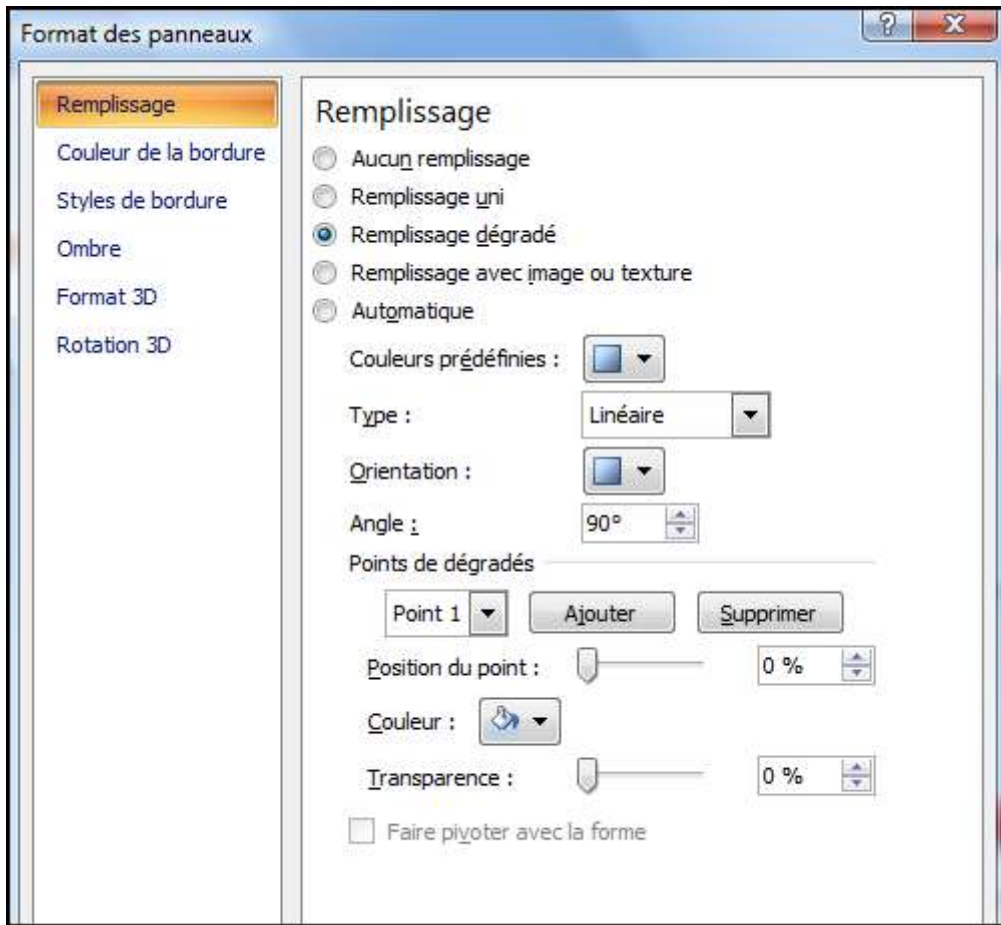 Format des panneaux
Remplissage
Couleur de la bordure
Styles de bordure
Ombre
Format 3D
Rotation 3D
Remplissage
Aucun remplissage
Remplissage uni
Remplissage dégradé
Remplissage avec image ou texture
Automatique
Couleurs prédéfinies :
Type : Linéaire
Orientation :
Angle : 90°
Points de dégradés
Point 1 Ajouter Supprimer
Position du point : 0 %
Couleur :
Transparence : 0 %
Faire pivoter avec la forme